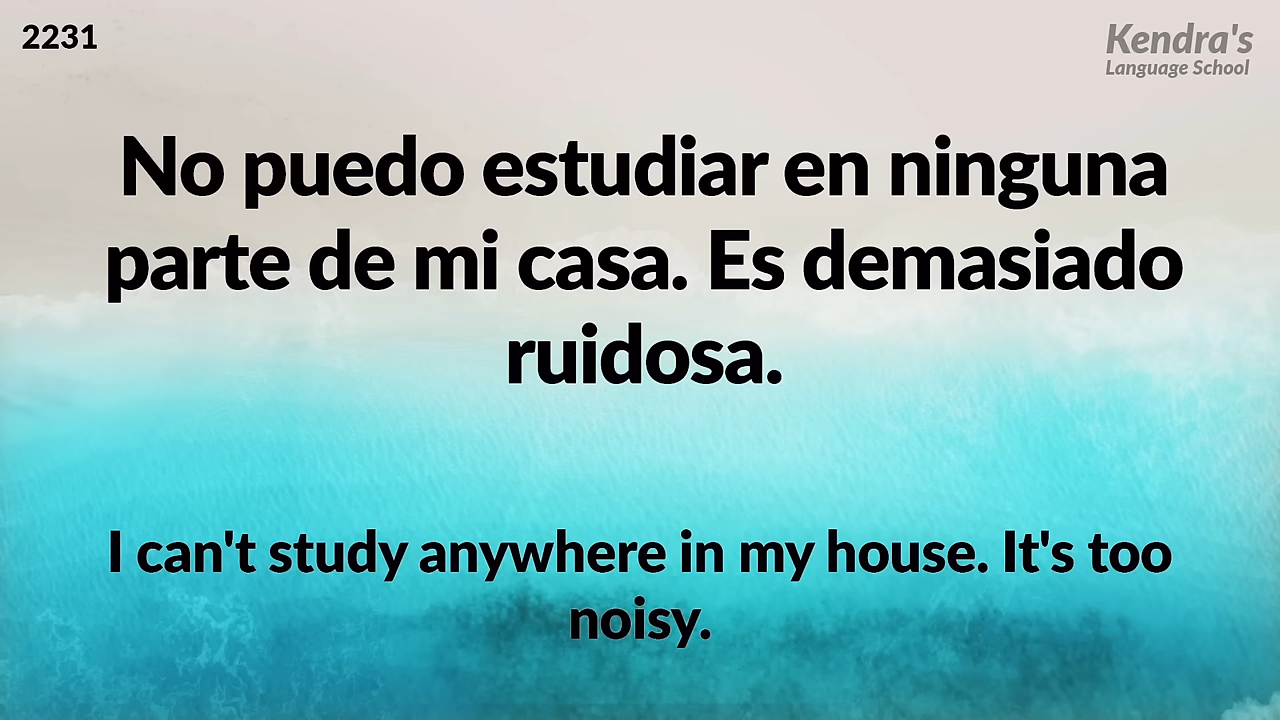 2231
Kendra's
Language School
No puedo estudiar en ninguna
parte de mi casa. Es demasiado
ruidosa.
I can't study anywhere in my house. It's too
noisy.